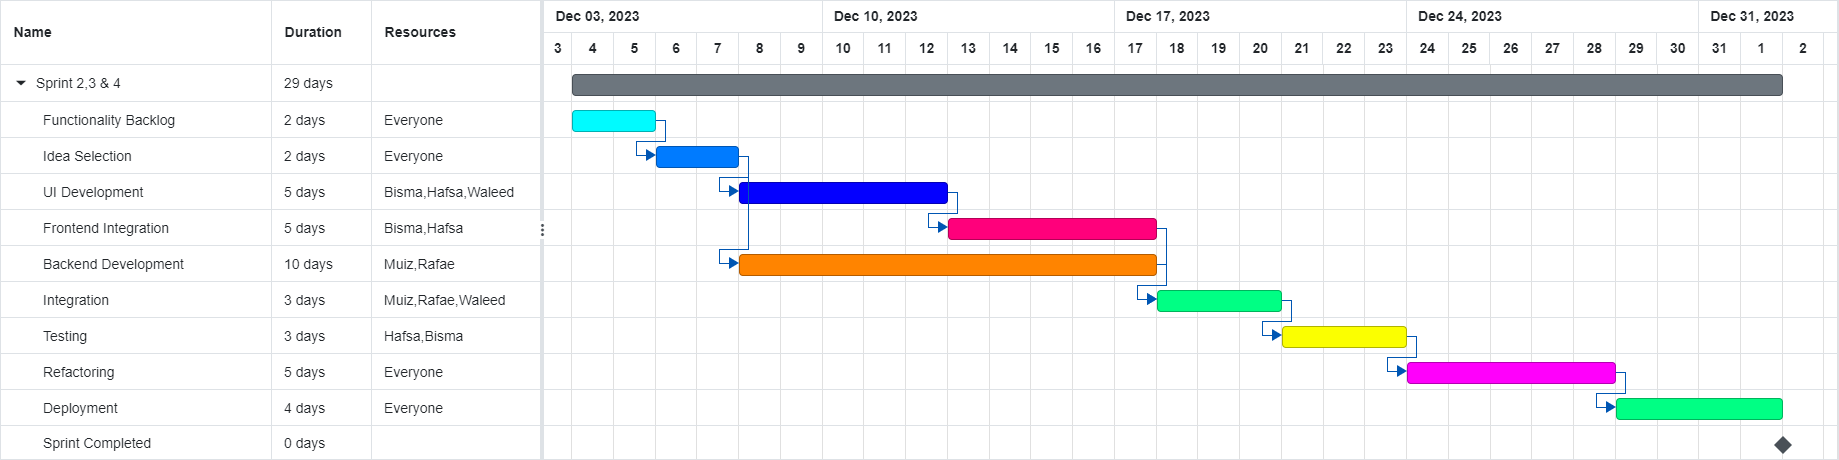 Name Duration Resources Dec 03, 2023 Dec 10, 2023 Dec 17, 2023 Dec 24, 2023 Dec 31, 2023
3 4 5 6 7 8 9 10 11 12 13 14 15 16 17 18 19 20 21 22 23 24 25 26 27 28 29 30 31 1 2
Sprint 2,3 & 4 29 days
Functionality Backlog 2 days Everyone
Idea Selection 2 days Everyone
UI Development 5 days Bisma,Hafsa,Waleed
Frontend Integration 5 days Bisma,Hafsa
Backend Development 10 days Muiz,Rafae
Integration 3 days Muiz,Rafae,Waleed
Testing 3 days Hafsa,Bisma
Refactoring 5 days Everyone
Deployment 4 days Everyone
Sprint Completed 0 days